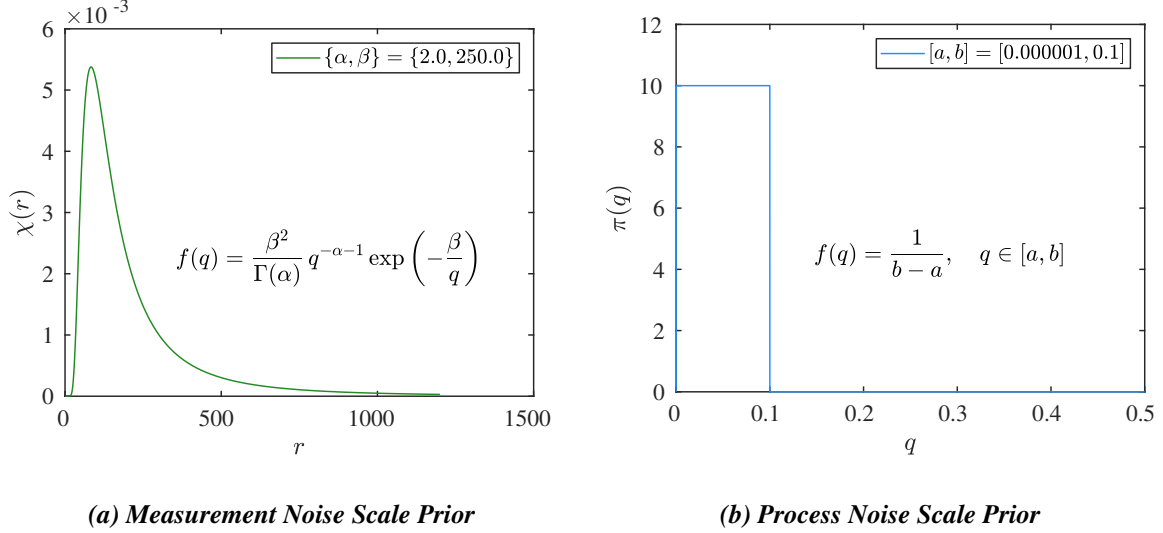 ×10⁻³
6
5
4
3
2
1
0
χ(r)
{α, β} = {2.0, 250.0}
f(q) = β²/Γ(α) q^{−α−1} exp(−β/q)
0 500 1000 1500
r
(a) Measurement Noise Scale Prior
12
10
8
6
4
2
0
π(q)
[a, b] = [0.000001, 0.1]
f(q) = 1/(b − a), q ∈ [a, b]
0 0.1 0.2 0.3 0.4 0.5
q
(b) Process Noise Scale Prior